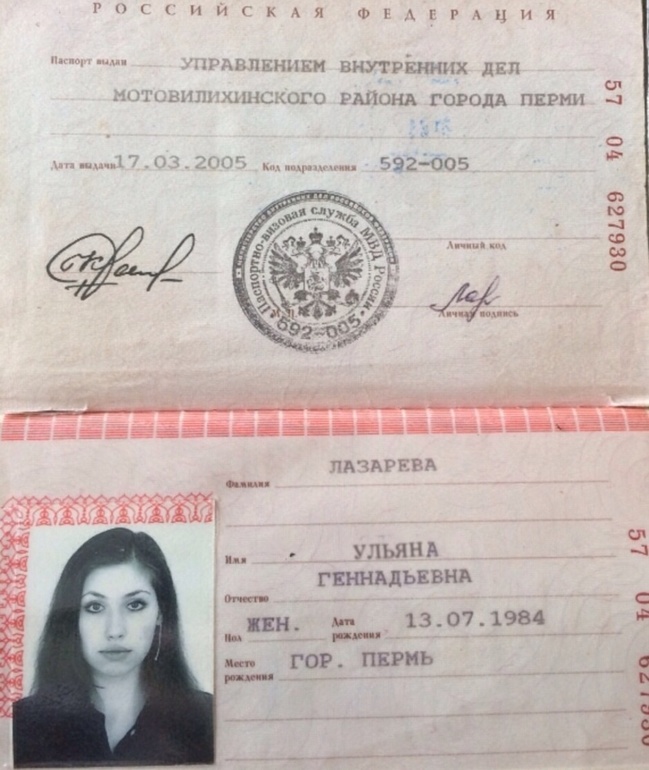 РОССИЙСКАЯ ФЕДЕРАЦИЯ
Паспорт выдан УПРАВЛЕНИЕМ ВНУТРЕННИХ ДЕЛ
МОТОВИЛИХИНСКОГО РАЙОНА ГОРОДА ПЕРМИ
Дата выдачи 17.03.2005 Код подразделения 592-005
57 04 627980
Паспортно-визовая служба МВД России
592-005
Личный код
Личная подпись
ЛАЗАРЕВА
Фамилия
Имя УЛЬЯНА
ГЕННАДЬЕВНА
Отчество
Пол ЖЕН. Дата рождения 13.07.1984
Место рождения ГОР. ПЕРМЬ
57 04 627980